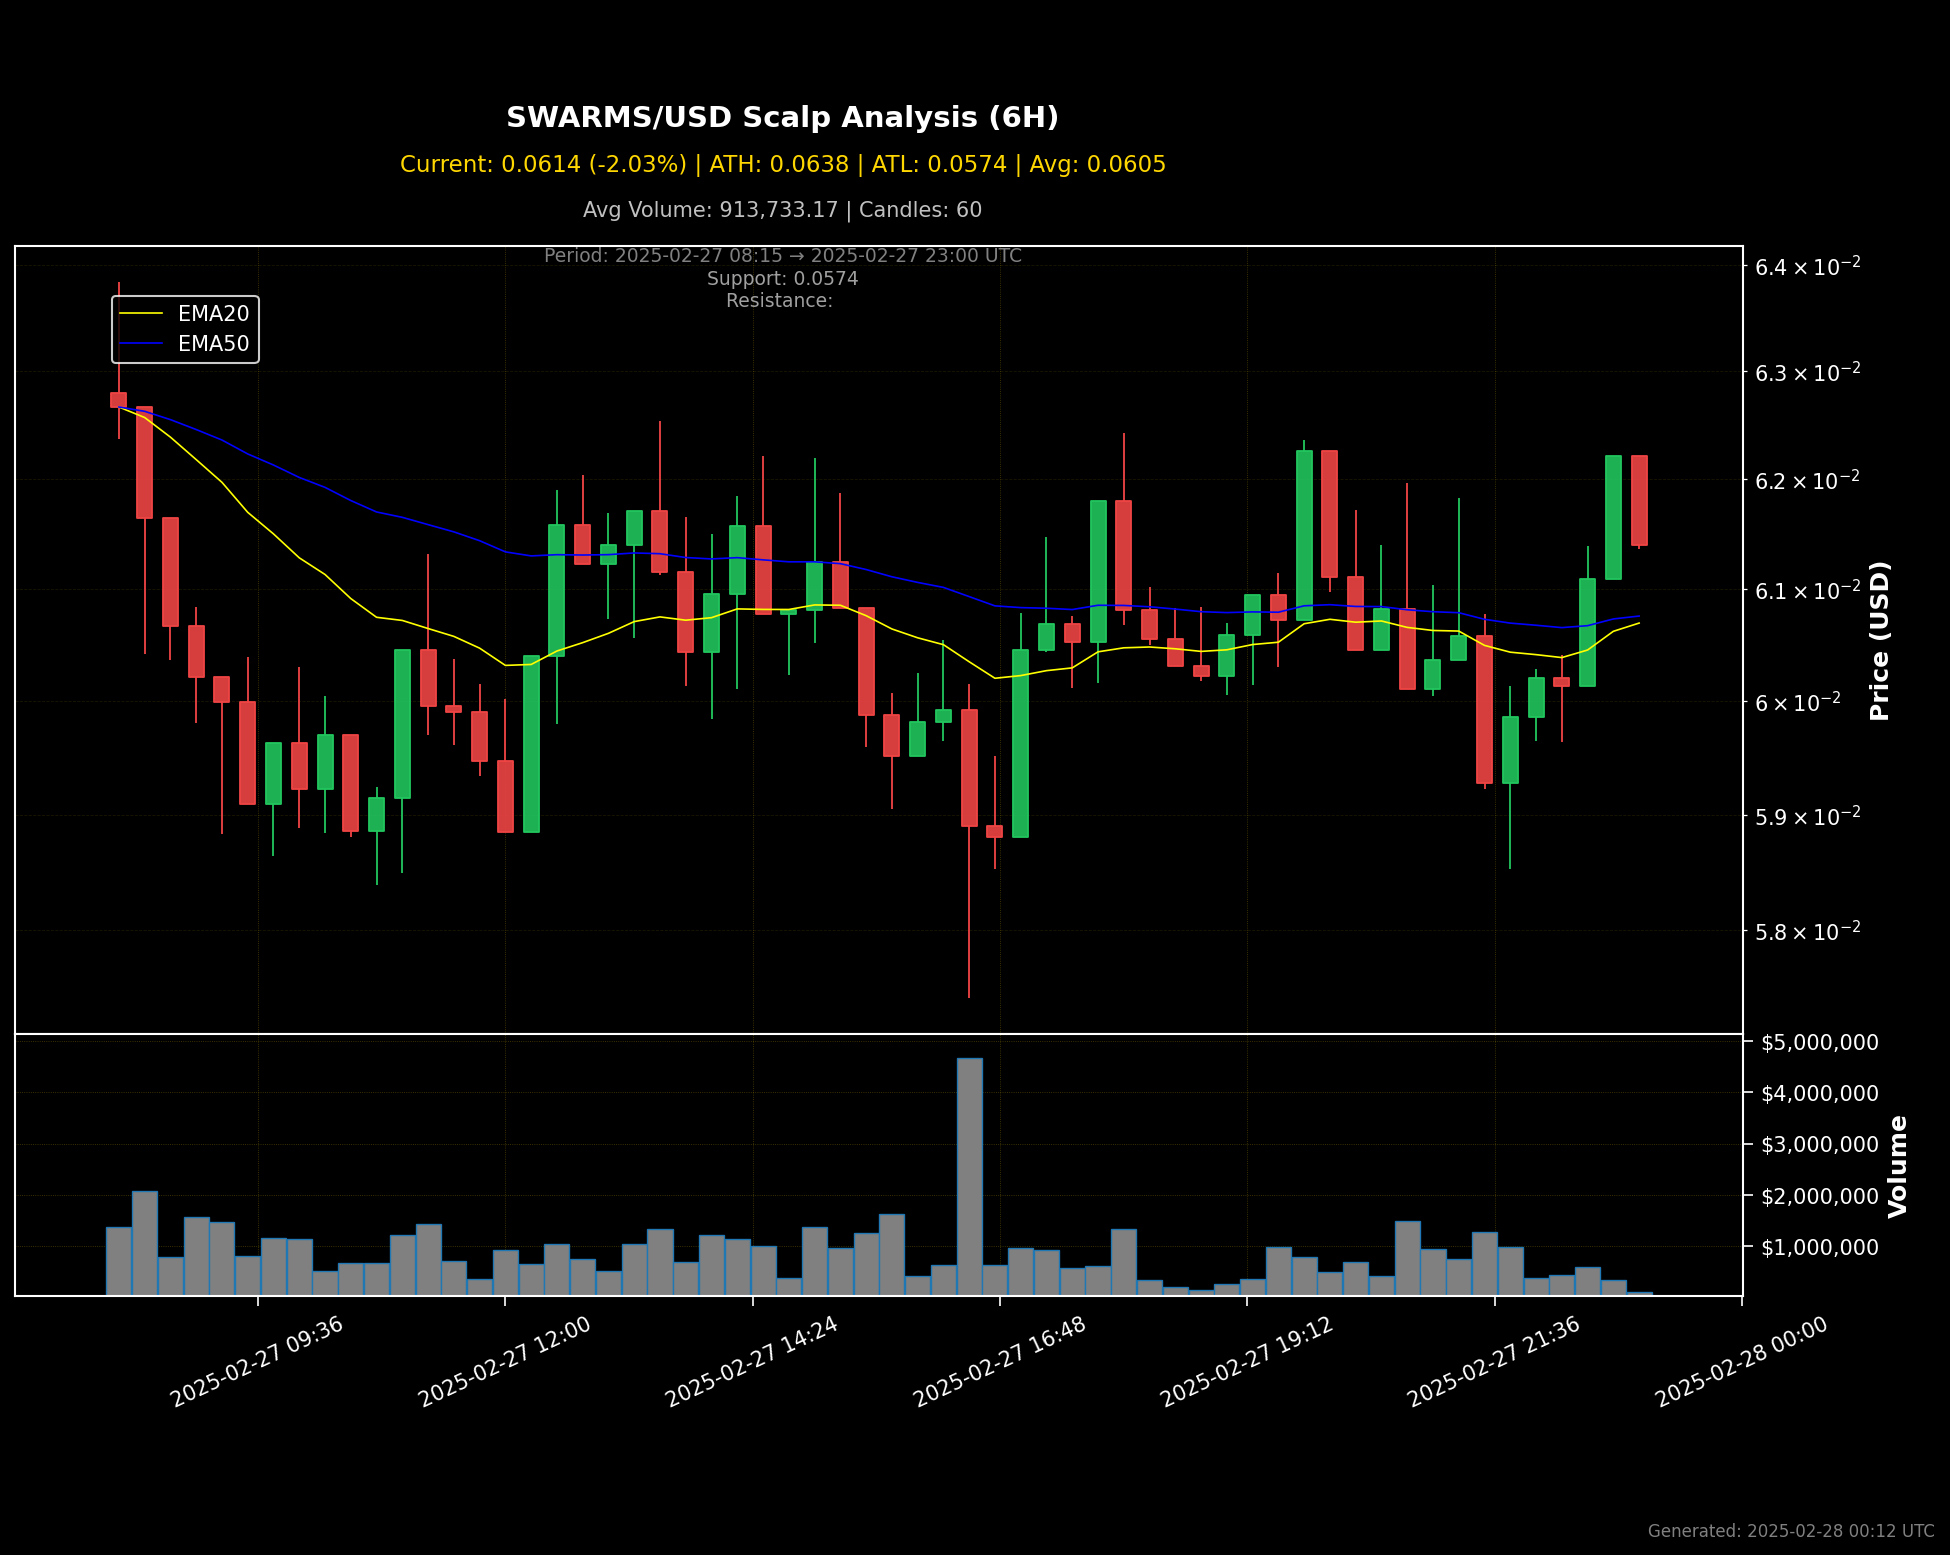 SWARMS/USD Scalp Analysis (6H)
Current: 0.0614 (-2.03%) | ATH: 0.0638 | ATL: 0.0574 | Avg: 0.0605
Avg Volume: 913,733.17 | Candles: 60
Period: 2025-02-27 08:15 → 2025-02-27 23:00 UTC
Support: 0.0574
Resistance:
EMA20
EMA50
6.4 × 10⁻²
6.3 × 10⁻²
6.2 × 10⁻²
6.1 × 10⁻²
6 × 10⁻²
5.9 × 10⁻²
5.8 × 10⁻²
Price (USD)
$5,000,000
$4,000,000
$3,000,000
$2,000,000
$1,000,000
Volume
2025-02-27 09:36
2025-02-27 12:00
2025-02-27 14:24
2025-02-27 16:48
2025-02-27 19:12
2025-02-27 21:36
2025-02-28 00:00
Generated: 2025-02-28 00:12 UTC